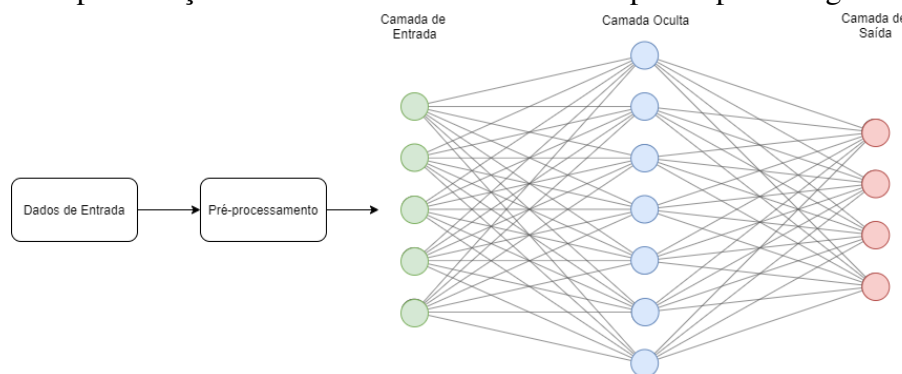 Camada de
Entrada
Camada Oculta
Camada de
Saída
Dados de Entrada
Pré-processamento